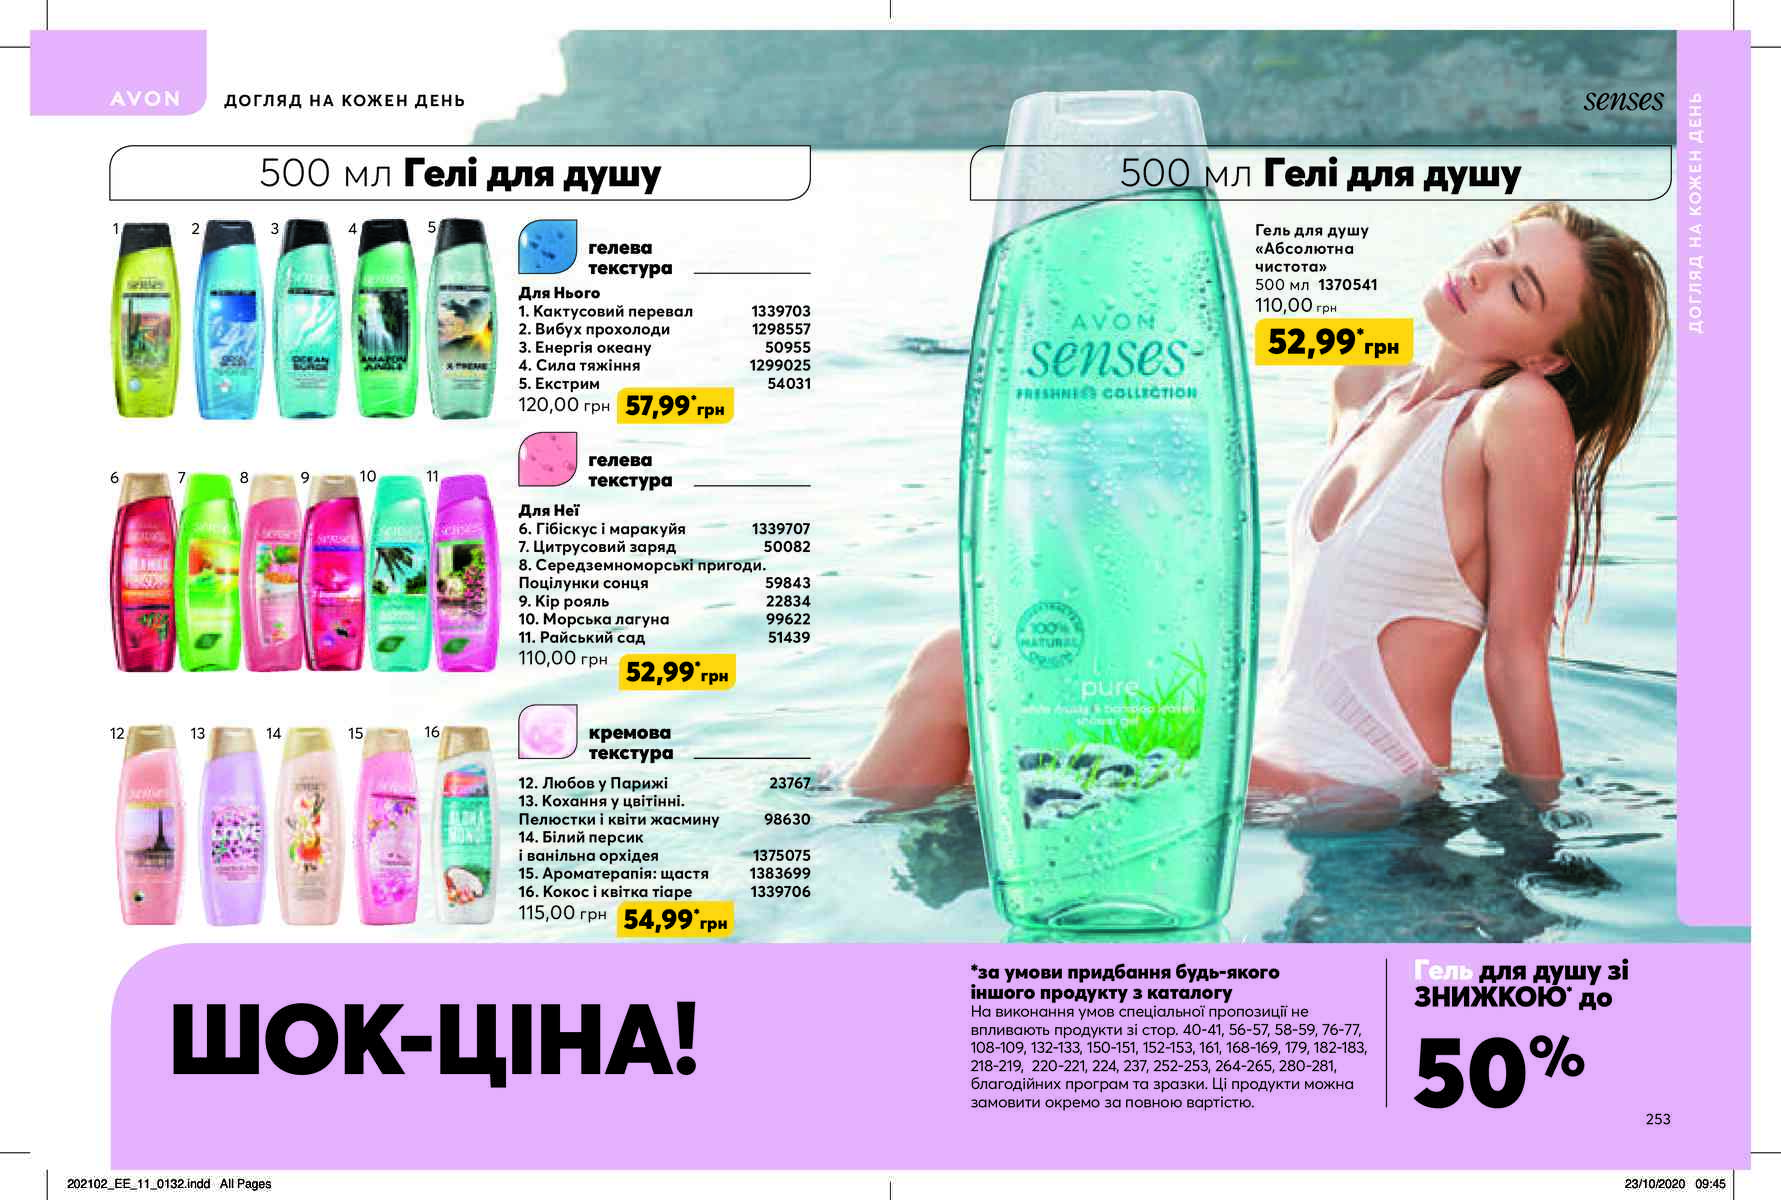 AVON
ДОГЛЯД НА КОЖЕН ДЕНЬ
senses
ДОГЛЯД НА КОЖЕН ДЕНЬ
500 мл Гелі для душу
1
2
3
4
5
гелева
текстура
Для Нього
1. Кактусовий перевал 1339703
2. Вибух прохолоди 1298557
3. Енергія океану 50955
4. Сила тяжіння 1299025
5. Екстрим 54031
120,00 грн 57,99* грн
OCEAN
SURGE
AMAZON
JUNGLE
X-TREME
6
7
8
9
10
11
гелева
текстура
Для Неї
6. Гібіскус і маракуйя 1339707
7. Цитрусовий заряд 50082
8. Середземноморські пригоди.
Поцілунки сонця 59843
9. Кір рояль 22834
10. Морська лагуна 99622
11. Райський сад 51439
110,00 грн 52,99* грн
12
13
14
15
16
кремова
текстура
12. Любов у Парижі 23767
13. Кохання у цвітінні.
Пелюстки і квіти жасмину 98630
14. Білий персик
і ванільна орхідея 1375075
15. Ароматерапія: щастя 1383699
16. Кокос і квітка тіаре 1339706
115,00 грн 54,99* грн
500 мл Гелі для душу
Гель для душу
«Абсолютна
чистота»
500 мл 1370541
110,00 грн
52,99* грн
AVON
senses
FRESHNESS COLLECTION
100%
NATURAL
ORIGIN
pure
shower gel
ШОК-ЦІНА!
*за умови придбання будь-якого
іншого продукту з каталогу
На виконання умов спеціальної пропозиції не
впливають продукти зі стор. 40-41, 56-57, 58-59, 76-77,
108-109, 132-133, 150-151, 152-153, 161, 168-169, 179, 182-183,
218-219, 220-221, 224, 237, 252-253, 264-265, 280-281,
благодійних програм та зразки. Ці продукти можна
замовити окремо за повною вартістю.
Гель для душу зі
ЗНИЖКОЮ* до
50%
253
202102_EE_11_0132.indd All Pages
23/10/2020 09:45